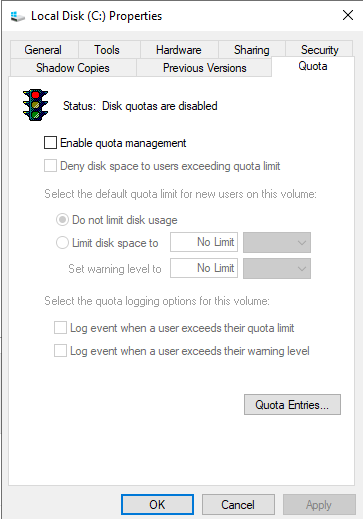 Local Disk (C:) Properties
General Tools Hardware Sharing Security
Shadow Copies Previous Versions Quota
Status: Disk quotas are disabled
Enable quota management
Deny disk space to users exceeding quota limit
Select the default quota limit for new users on this volume:
Do not limit disk usage
Limit disk space to No Limit
Set warning level to No Limit
Select the quota logging options for this volume:
Log event when a user exceeds their quota limit
Log event when a user exceeds their warning level
Quota Entries...
OK Cancel Apply